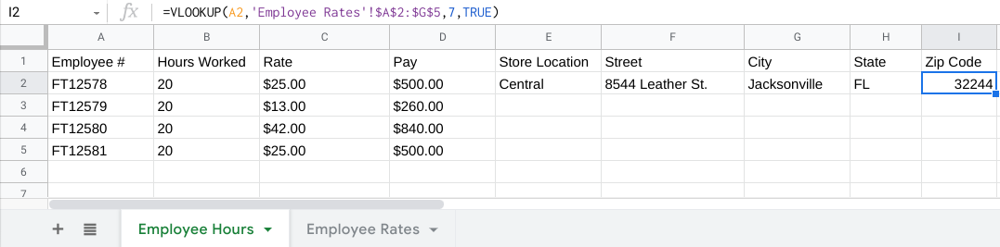 I2 fx =VLOOKUP(A2,'Employee Rates'!$A$2:$G$5,7,TRUE)
A B C D E F G H I
1 Employee # Hours Worked Rate Pay Store Location Street City State Zip Code
2 FT12578 20 $25.00 $500.00 Central 8544 Leather St. Jacksonville FL 32244
3 FT12579 20 $13.00 $260.00
4 FT12580 20 $42.00 $840.00
5 FT12581 20 $25.00 $500.00
6
7
+ Employee Hours Employee Rates